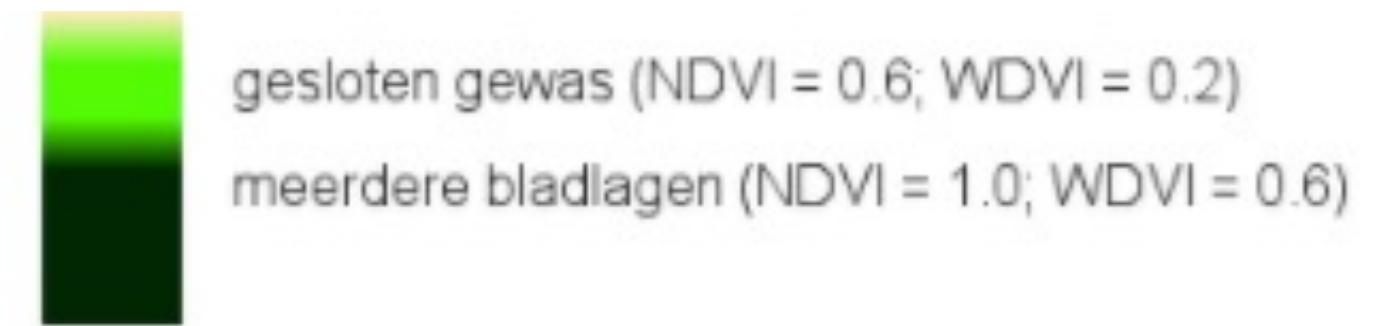 gesloten gewas (NDVI = 0.6; WDVI = 0.2)
meerdere bladlagen (NDVI = 1.0; WDVI = 0.6)